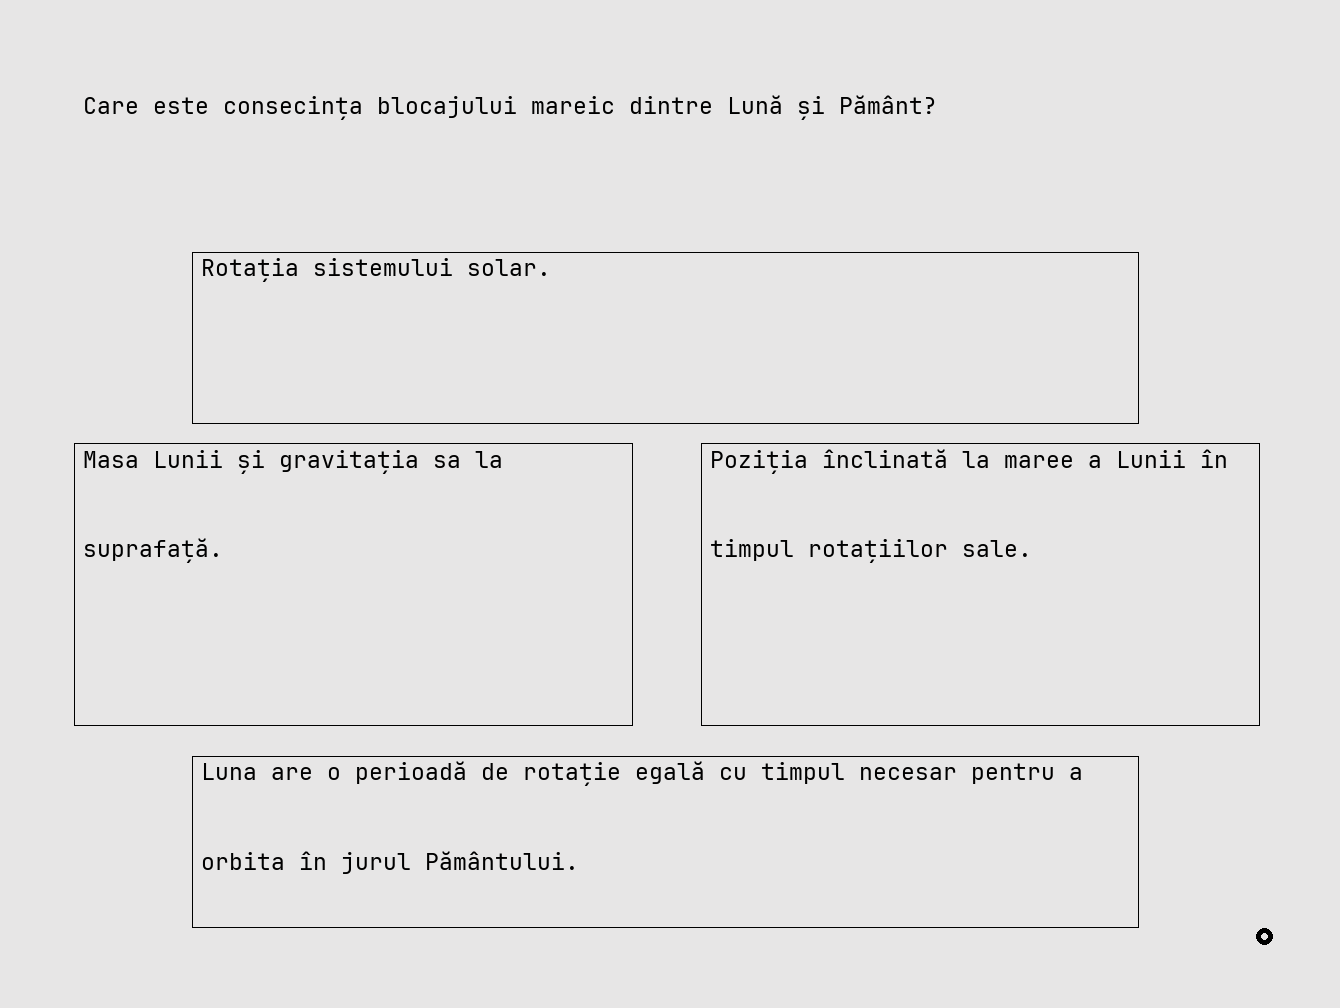 Care este consecința blocajului mareic dintre Lună și Pământ?
Rotația sistemului solar.
Masa Lunii și gravitația sa la
suprafață.
Poziția înclinată la maree a Lunii în
timpul rotațiilor sale.
Luna are o perioadă de rotație egală cu timpul necesar pentru a
orbita în jurul Pământului.